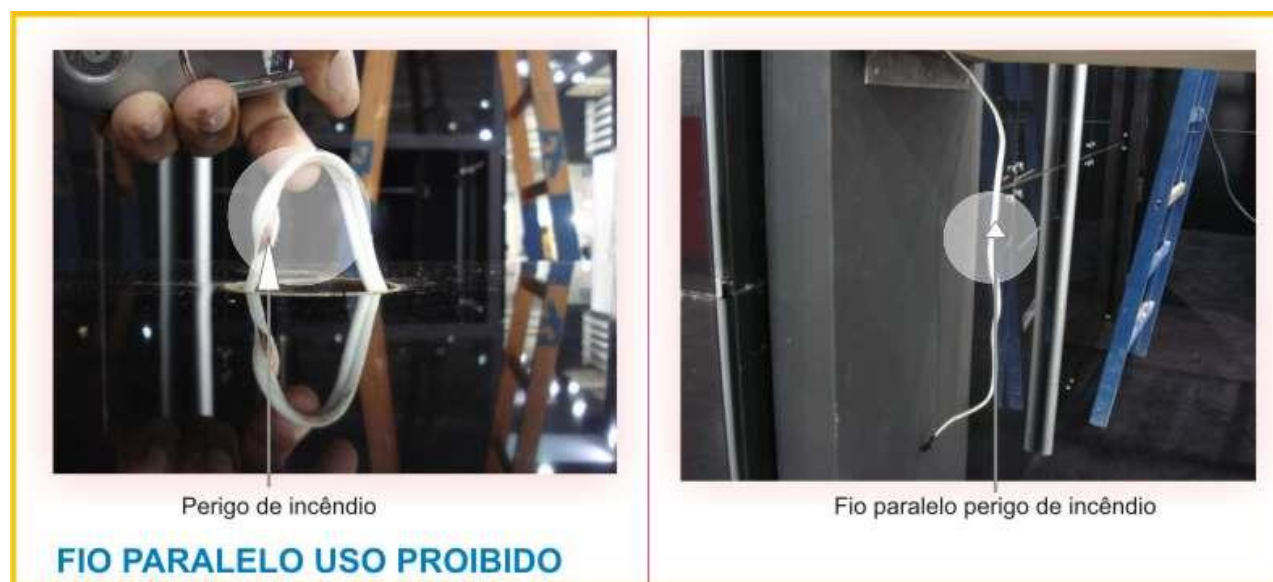 Perigo de incêndio
Fio paralelo perigo de incêndio
FIO PARALELO USO PROIBIDO